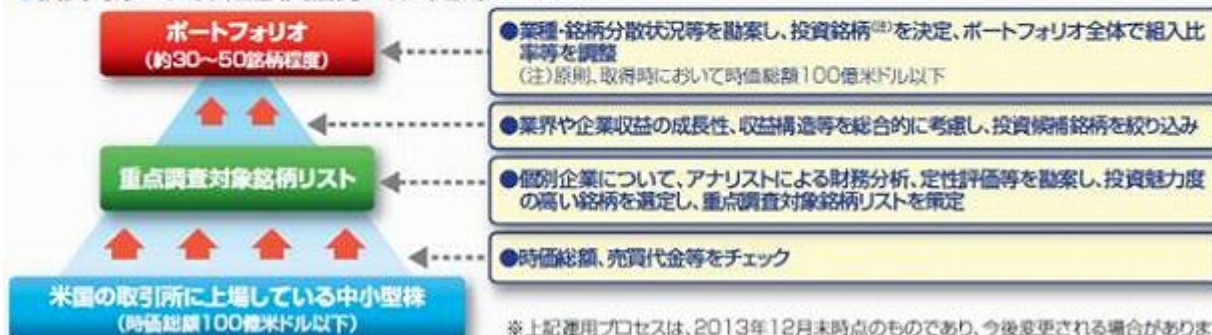 ポートフォリオ
(約30～50銘柄程度)
●業種・銘柄分散状況等を勘案し、投資銘柄(注)を決定、ポートフォリオ全体で組入比
率等を調整
(注)原則、取得時において時価総額100億米ドル以下
●業界や企業収益の成長性、収益構造等を総合的に考慮し、投資候補銘柄を絞り込み
重点調査対象銘柄リスト
●個別企業について、アナリストによる財務分析、定性評価等を勘案し、投資魅力度
の高い銘柄を選定し、重点調査対象銘柄リストを策定
●時価総額、売買代金等をチェック
米国の取引所に上場している中小型株
(時価総額100億米ドル以下)
※上記運用プロセスは、2013年12月末時点のものであり、今後変更される場合がありま